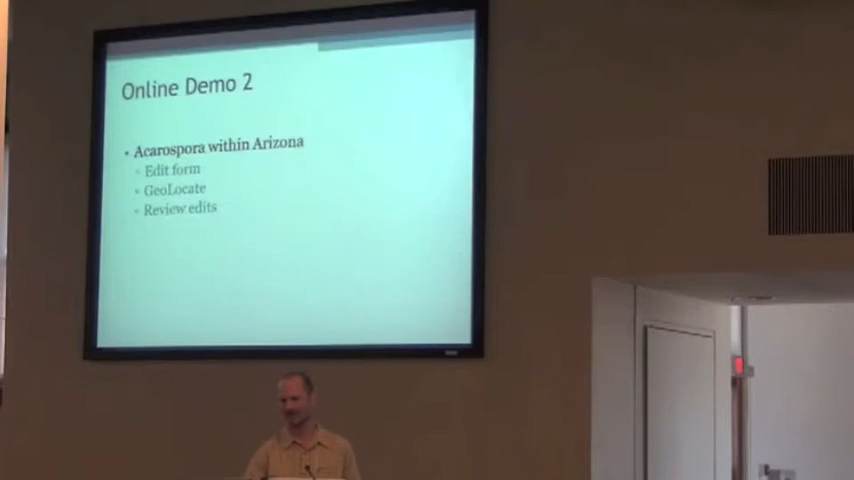 Online Demo 2
• Acarospora within Arizona
▫ Edit form
▫ GeoLocate
▫ Review edits